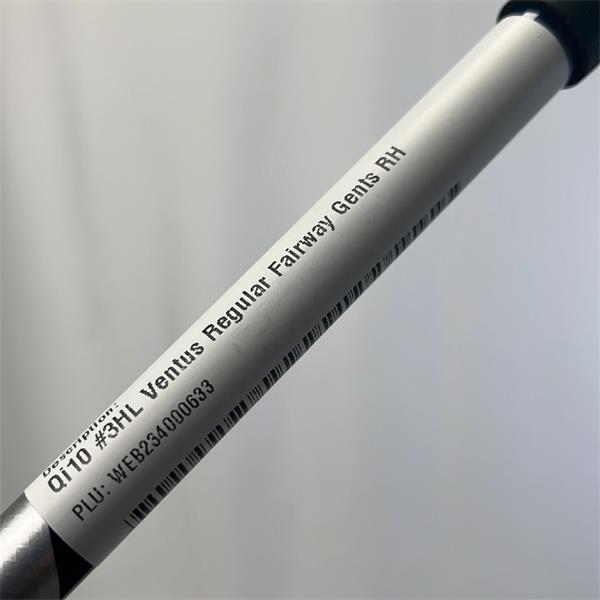 Description:
Qi10 #3HL Ventus Regular Fairway Gents RH
PLU: WEB234000633